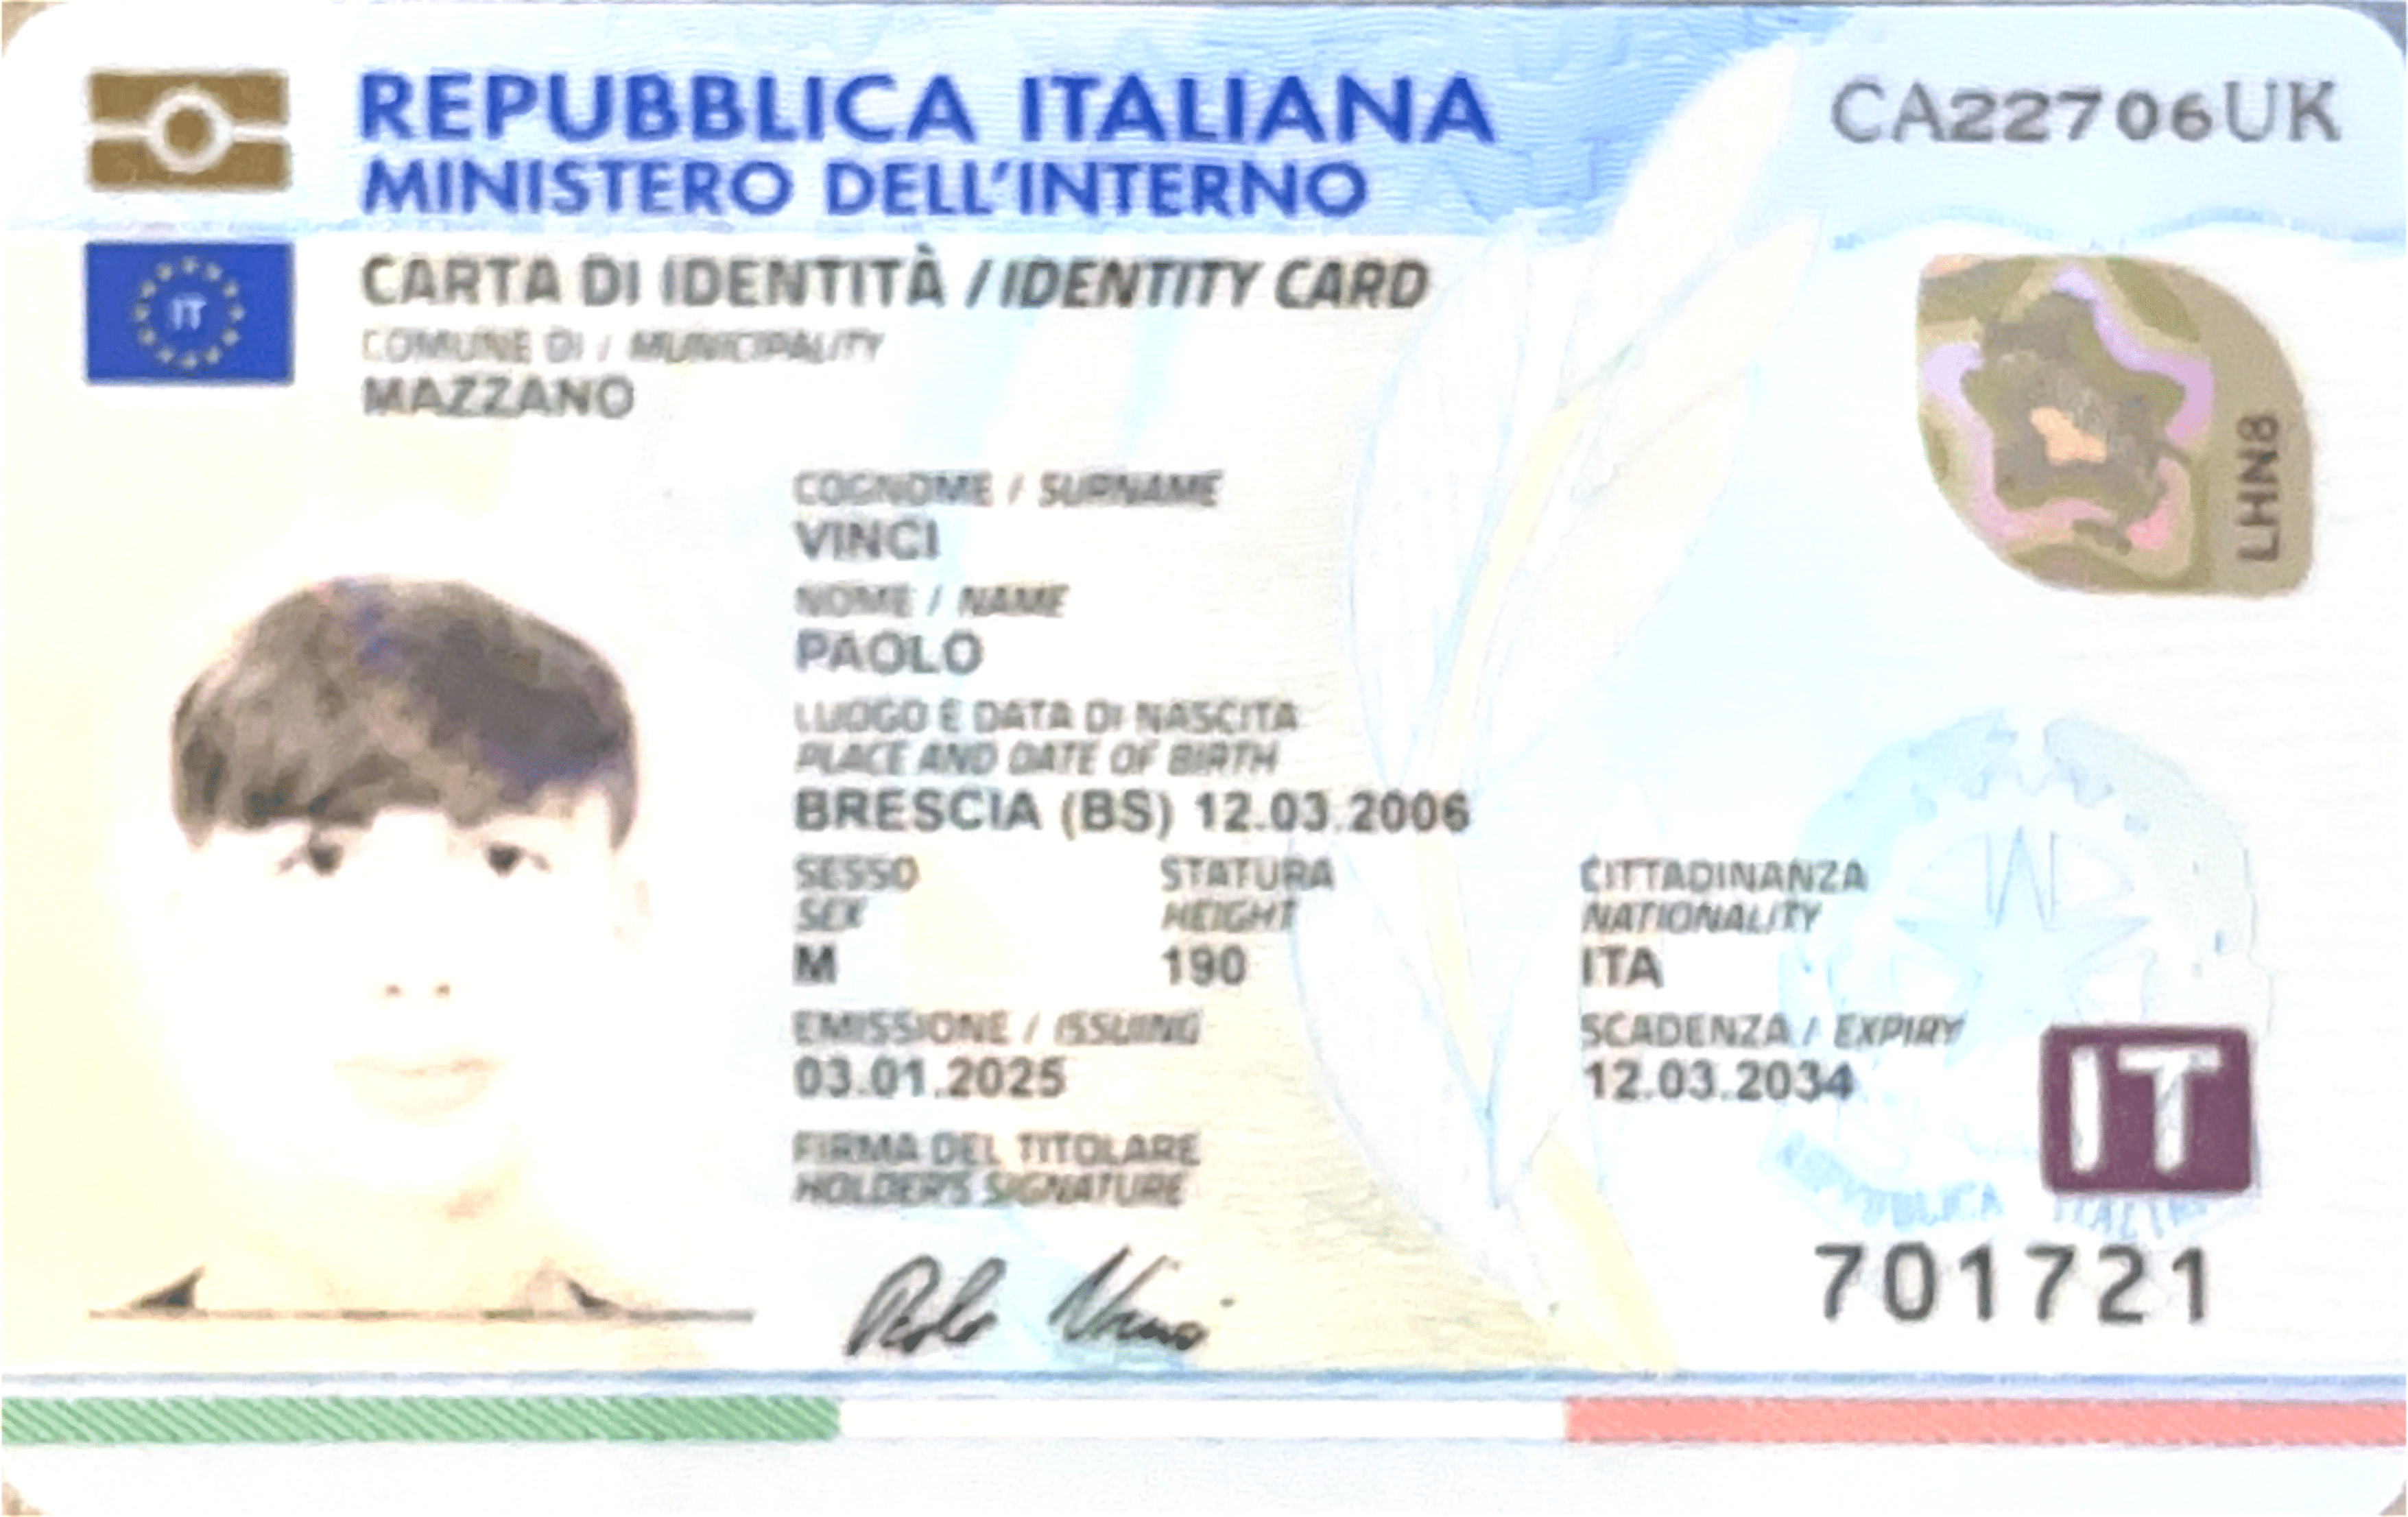 REPUBBLICA ITALIANA
MINISTERO DELL'INTERNO
CA22706UK
IT
CARTA DI IDENTITÀ / IDENTITY CARD
COMUNE DI / MUNICIPALITY
MAZZANO
LHN8
COGNOME / SURNAME
VINCI
NOME / NAME
PAOLO
LUOGO E DATA DI NASCITA
PLACE AND DATE OF BIRTH
BRESCIA (BS) 12.03.2006
SESSO STATURA CITTADINANZA
SEX HEIGHT NATIONALITY
M 190 ITA
EMISSIONE / ISSUING SCADENZA / EXPIRY
03.01.2025 12.03.2034
IT
FIRMA DEL TITOLARE
HOLDER'S SIGNATURE
REPUBBLICA ITALIANA
701721
Paolo Vinci